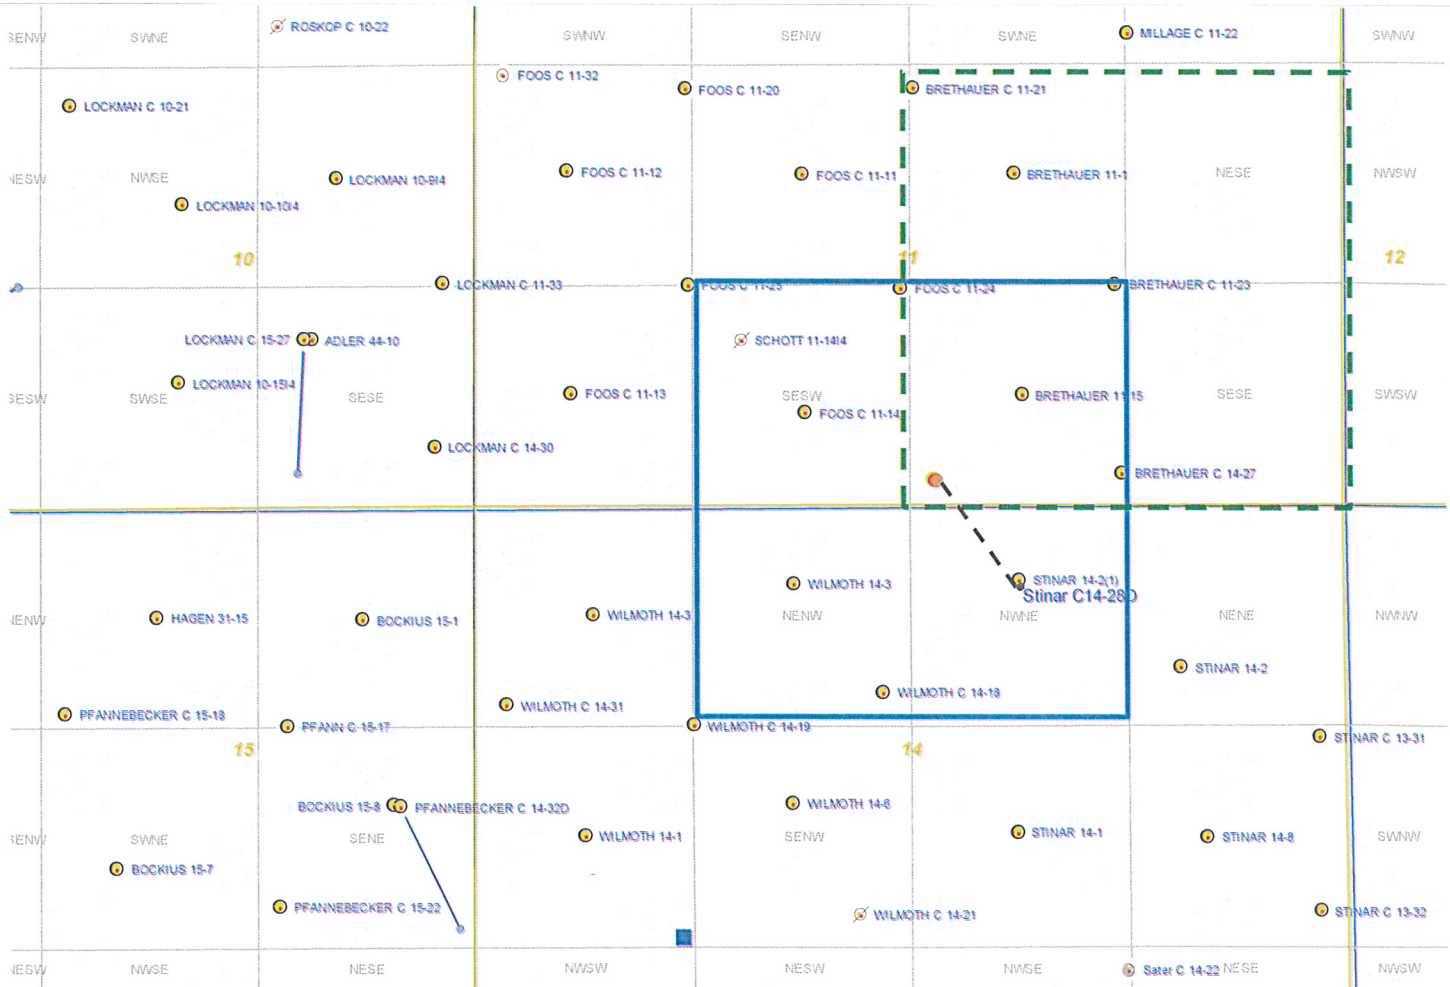 SENW
SWNE
ROSKOP C 10-22
SWNW
SENW
SWNE
MILLAGE C 11-22
SWNW
FOOS C 11-32
FOOS C 11-20
BRETHAUER C 11-21
LOCKMAN C 10-21
NESW
NWSE
LOCKMAN 10-9I4
FOOS C 11-12
FOOS C 11-11
BRETHAUER 11-1
NESE
NWSW
LOCKMAN 10-10I4
10
11
12
LOCKMAN C 11-33
FOOS C 11-25
FOOS C 11-24
BRETHAUER C 11-23
LOCKMAN C 15-27
ADLER 44-10
SCHOTT 11-14I4
LOCKMAN 10-15I4
SESW
SWSE
SESE
FOOS C 11-13
SESW
BRETHAUER 11-15
SESE
SWSW
FOOS C 11-14
LOCKMAN C 14-30
BRETHAUER C 14-27
WILMOTH 14-3
STINAR 14-2(1)
Stinar C14-28D
NENW
HAGEN 31-15
BOCKIUS 15-1
WILMOTH 14-3
NENW
NWNE
NENE
NWNW
STINAR 14-2
PFANNEBECKER C 15-18
PFANN C 15-17
WILMOTH C 14-31
WILMOTH C 14-18
WILMOTH C 14-19
STINAR C 13-31
15
14
BOCKIUS 15-8
PFANNEBECKER C 14-32D
WILMOTH 14-6
SENW
SWNE
SENE
WILMOTH 14-1
SENW
STINAR 14-1
STINAR 14-8
SWNW
BOCKIUS 15-7
PFANNEBECKER C 15-22
WILMOTH C 14-21
STINAR C 13-32
NESW
NWSE
NESE
NWSW
NESW
NWSE
Sater C 14-22
NESE
NWSW